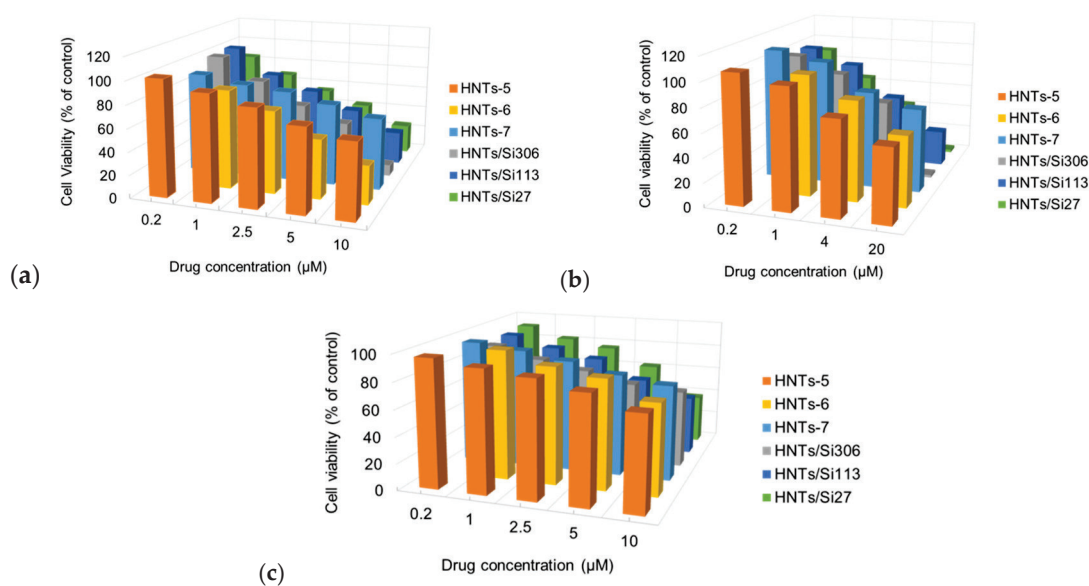 120
100
80
60
40
20
0
Cell Viability (% of control)
0.2 1 2.5 5 10
Drug concentration (µM)
HNTs-5
HNTs-6
HNTs-7
HNTs/Si306
HNTs/Si113
HNTs/Si27
(a)
120
100
80
60
40
20
0
Cell Viability (% of control)
0.2 1 4 20
Drug concentration (µM)
HNTs-5
HNTs-6
HNTs-7
HNTs/Si306
HNTs/Si113
HNTs/Si27
(b)
100
80
60
40
20
0
Cell viability (% of control)
0.2 1 2.5 5 10
Drug concentration (µM)
HNTs-5
HNTs-6
HNTs-7
HNTs/Si306
HNTs/Si113
HNTs/Si27
(c)